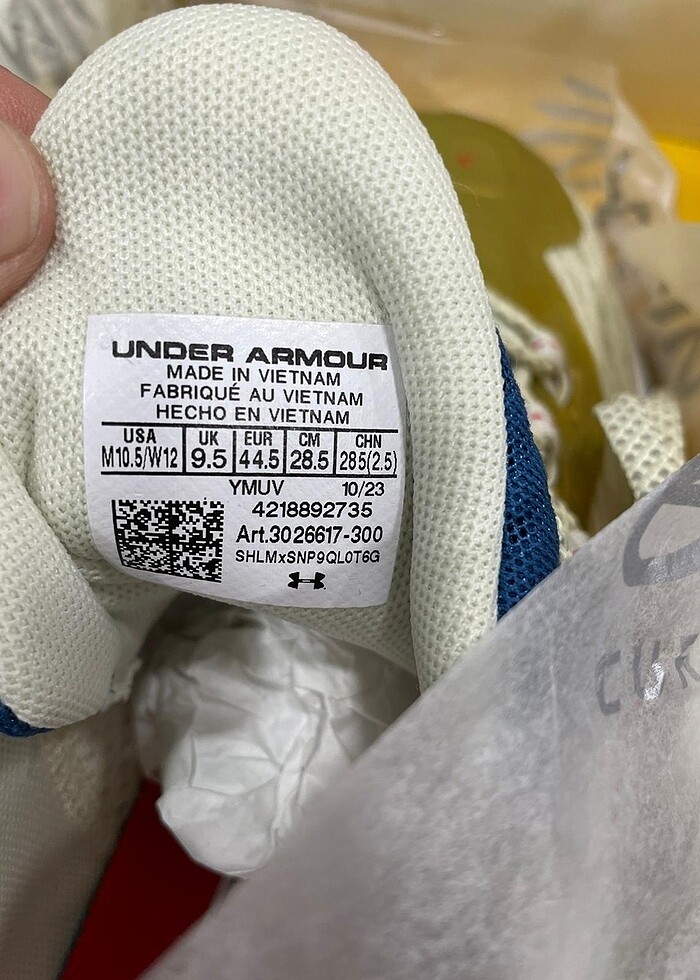 UNDER ARMOUR
MADE IN VIETNAM
FABRIQUÉ AU VIETNAM
HECHO EN VIETNAM
USA UK EUR CM CHN
M10.5/W12 9.5 44.5 28.5 285(2.5)
YMUV 10/23
4218892735
Art.3026617-300
SHLMxSNP9QL0T6G